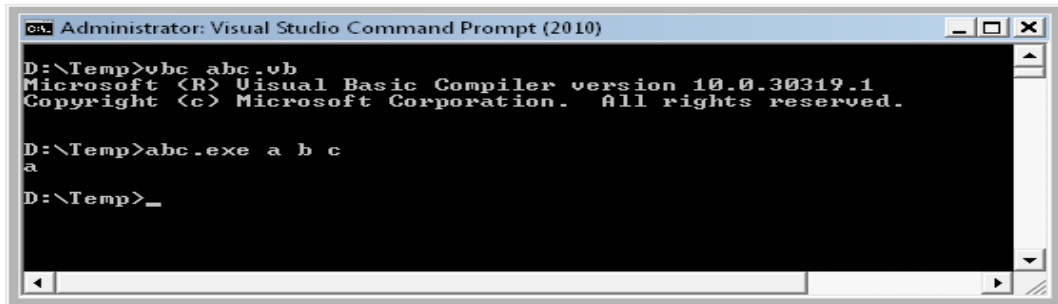 Administrator: Visual Studio Command Prompt (2010)
D:\Temp>vbc abc.vb
Microsoft (R) Visual Basic Compiler version 10.0.30319.1
Copyright (c) Microsoft Corporation.  All rights reserved.
D:\Temp>abc.exe a b c
a
D:\Temp>_